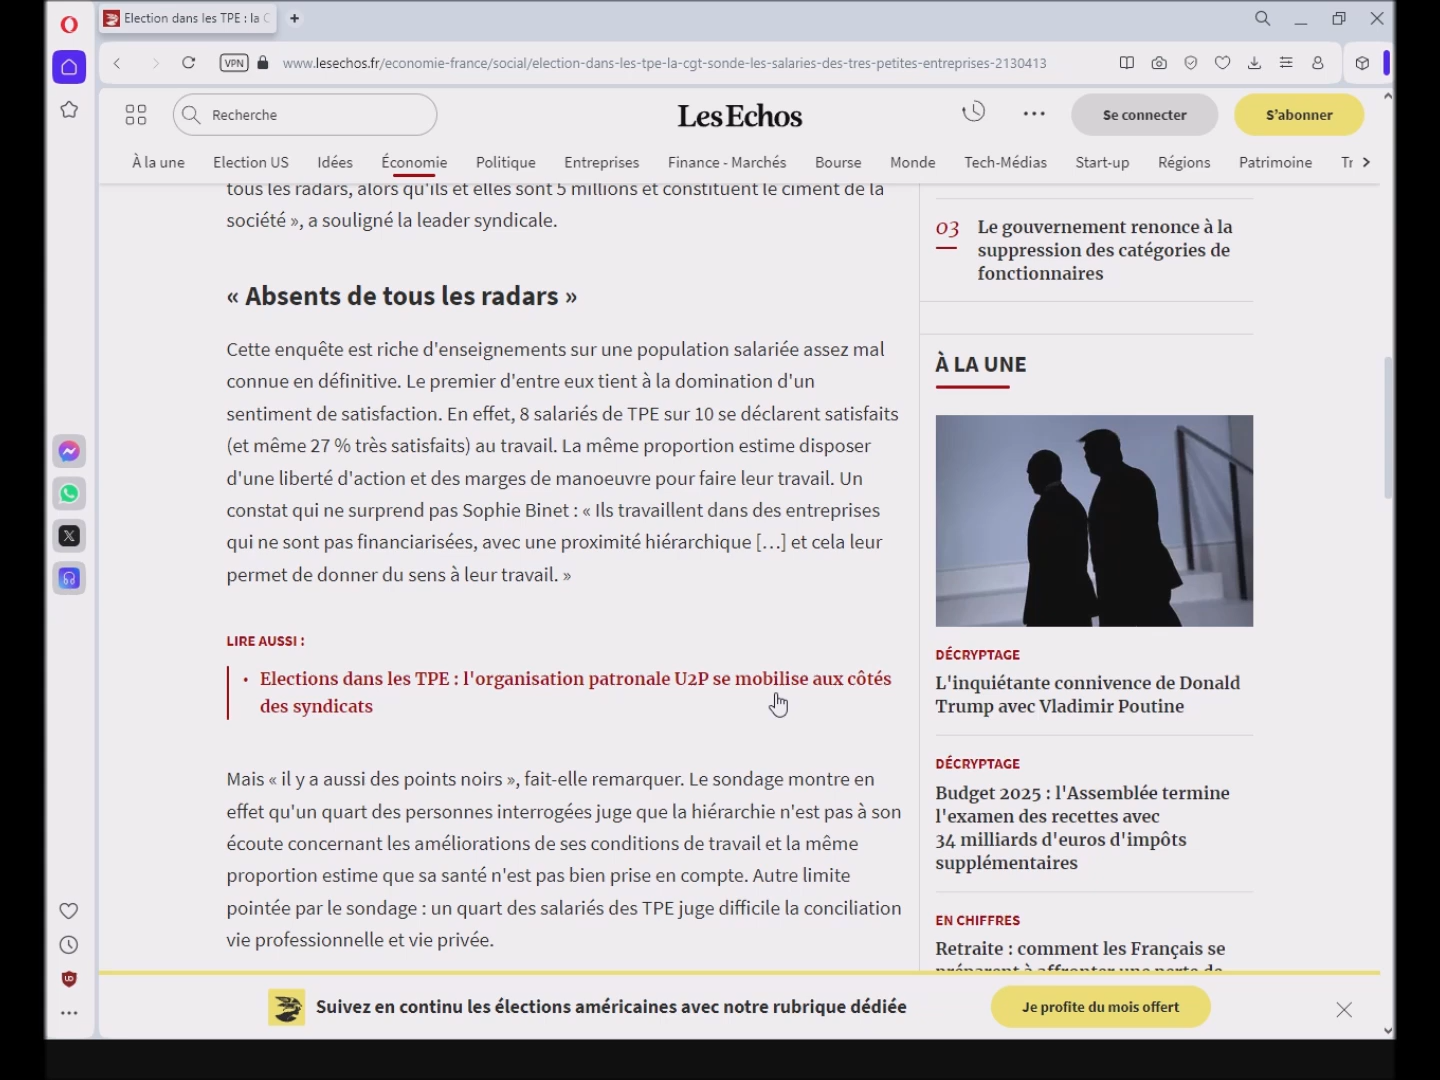 Election dans les TPE : la C
VPN
www.lesechos.fr/economie-france/social/election-dans-les-tpe-la-cgt-sonde-les-salaries-des-tres-petites-entreprises-2130413
Recherche
Les Echos
Se connecter
S'abonner
À la une
Election US
Idées
Économie
Politique
Entreprises
Finance - Marchés
Bourse
Monde
Tech-Médias
Start-up
Régions
Patrimoine
Tr
tous les radars, alors qu'ils et elles sont 5 millions et constituent le ciment de la
société », a souligné la leader syndicale.
« Absents de tous les radars »
Cette enquête est riche d'enseignements sur une population salariée assez mal
connue en définitive. Le premier d'entre eux tient à la domination d'un
sentiment de satisfaction. En effet, 8 salariés de TPE sur 10 se déclarent satisfaits
(et même 27 % très satisfaits) au travail. La même proportion estime disposer
d'une liberté d'action et des marges de manoeuvre pour faire leur travail. Un
constat qui ne surprend pas Sophie Binet : « Ils travaillent dans des entreprises
qui ne sont pas financiarisées, avec une proximité hiérarchique […] et cela leur
permet de donner du sens à leur travail. »
LIRE AUSSI :
• Elections dans les TPE : l'organisation patronale U2P se mobilise aux côtés
des syndicats
Mais « il y a aussi des points noirs », fait-elle remarquer. Le sondage montre en
effet qu'un quart des personnes interrogées juge que la hiérarchie n'est pas à son
écoute concernant les améliorations de ses conditions de travail et la même
proportion estime que sa santé n'est pas bien prise en compte. Autre limite
pointée par le sondage : un quart des salariés des TPE juge difficile la conciliation
vie professionnelle et vie privée.
03
Le gouvernement renonce à la
suppression des catégories de
fonctionnaires
À LA UNE
DÉCRYPTAGE
L'inquiétante connivence de Donald
Trump avec Vladimir Poutine
DÉCRYPTAGE
Budget 2025 : l'Assemblée termine
l'examen des recettes avec
34 milliards d'euros d'impôts
supplémentaires
EN CHIFFRES
Retraite : comment les Français se
préparent à affronter une perte de
Suivez en continu les élections américaines avec notre rubrique dédiée
Je profite du mois offert